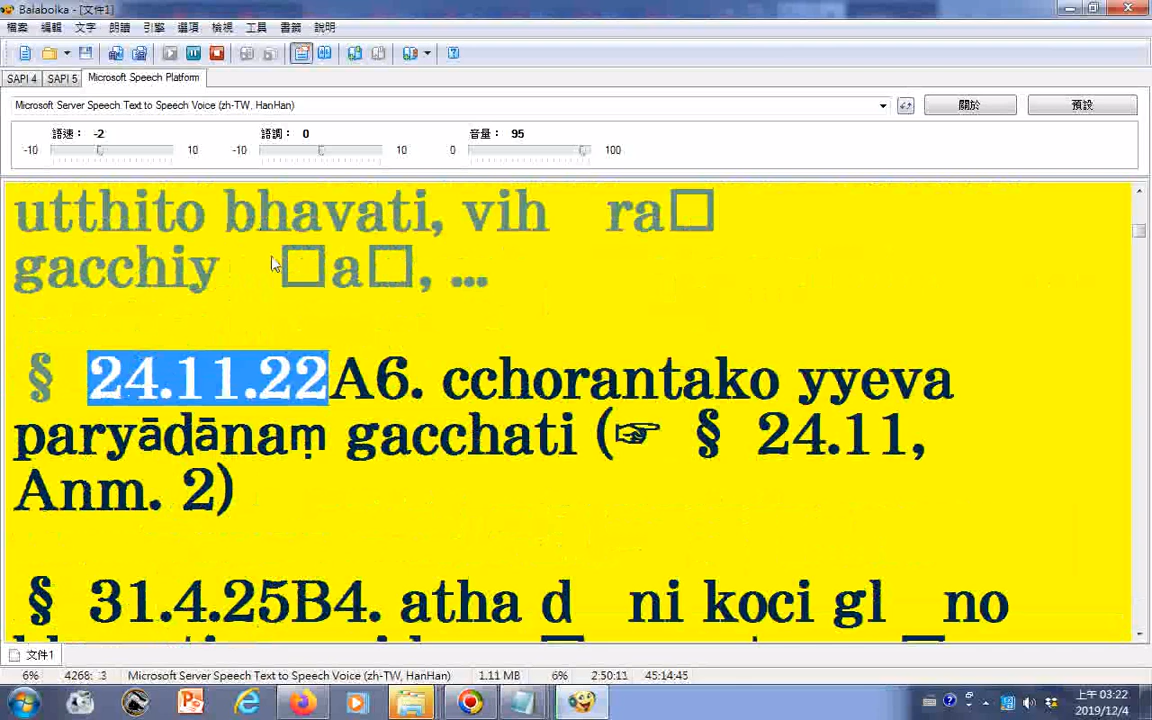 Balabolka - [文件1]
檔案 編輯 文字 朗讀 引擎 選項 檢視 工具 書籤 說明
SAPI 4 SAPI 5 Microsoft Speech Platform
Microsoft Server Speech Text to Speech Voice (zh-TW, HanHan) 關於 預設
語速： -2 語調： 0 音量： 95
-10 10 -10 10 0 100
utthito bhavati, vih ra□
gacchiy □a□, ...
§ 24.11.22A6. cchorantako yyeva
paryādānaṃ gacchati (☞ § 24.11,
Anm. 2)
§ 31.4.25B4. atha d ni koci gl no
文件1
6% 4268: :3 Microsoft Server Speech Text to Speech Voice (zh-TW, HanHan) 1.11 MB 6% 2:50:11 45:14:45
上午 03:22
2019/12/4